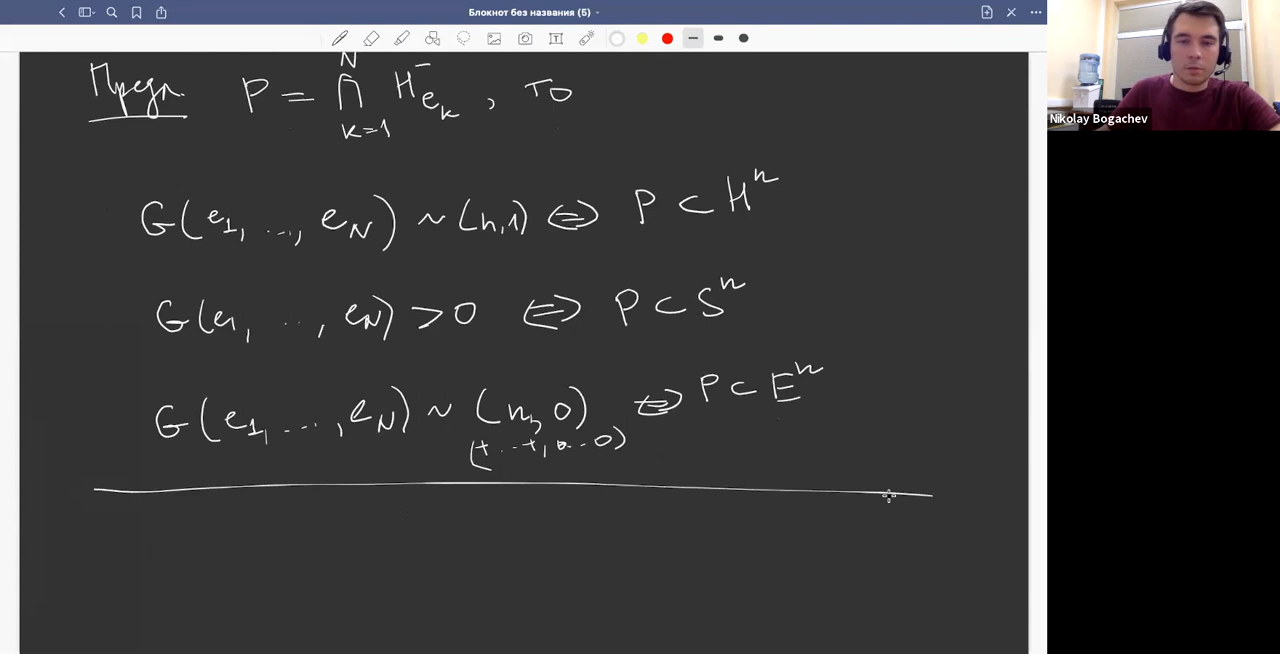 Блокнот без названия (5)
Nikolay Bogachev
Предл. P = ⋂_{k=1}^{N} H⁻_{e_k}, то
G(e₁, ..., e_N) ~ (n,1) ⇔ P ⊂ Hⁿ
G(e₁, ..., e_N) > 0 ⇔ P ⊂ Sⁿ
G(e₁, ..., e_N) ~ (n, 0) ⇔ P ⊂ Eⁿ
(+...+, 0...0)